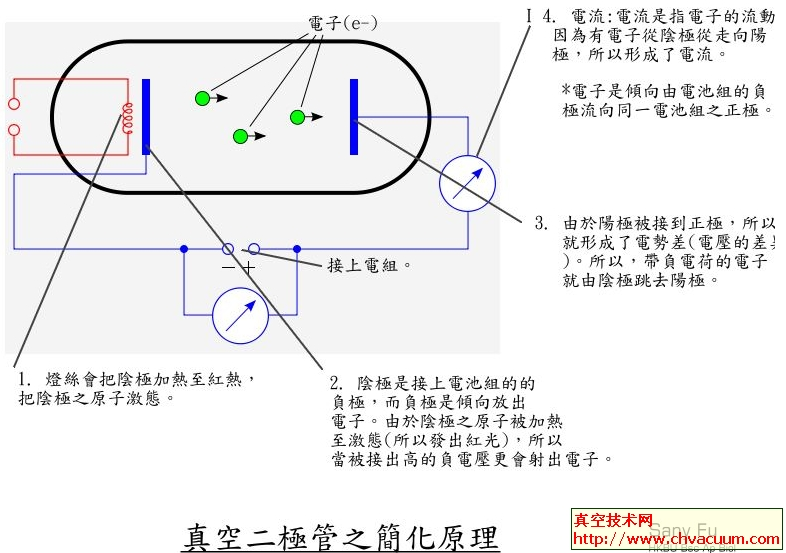 電子(e-)
I 4. 電流:電流是指電子的流動
因為有電子從陰極從走向陽
極，所以形成了電流。
*電子是傾向由電池組的負
極流向同一電池組之正極。
3. 由於陽極被接到正極，所以
就形成了電勢差(電壓的差異
)。所以，帶負電荷的電子
就由陰極跳去陽極。
− +
接上電組。
1. 燈絲會把陰極加熱至紅熱，
把陰極之原子激態。
2. 陰極是接上電池組的的
負極，而負極是傾向放出
電子。由於陰極之原子被加熱
至激態(所以發出紅光)，所以
當被接出高的負電壓更會射出電子。
真空二極管之簡化原理
真空技术网
http://www.chvacuum.com
Sany Fu